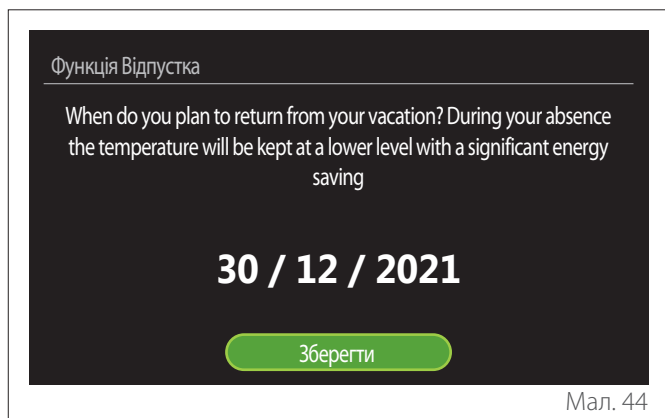 Функція Відпустка
When do you plan to return from your vacation? During your absence
the temperature will be kept at a lower level with a significant energy
saving
30 / 12 / 2021
Зберегти
Мал. 44